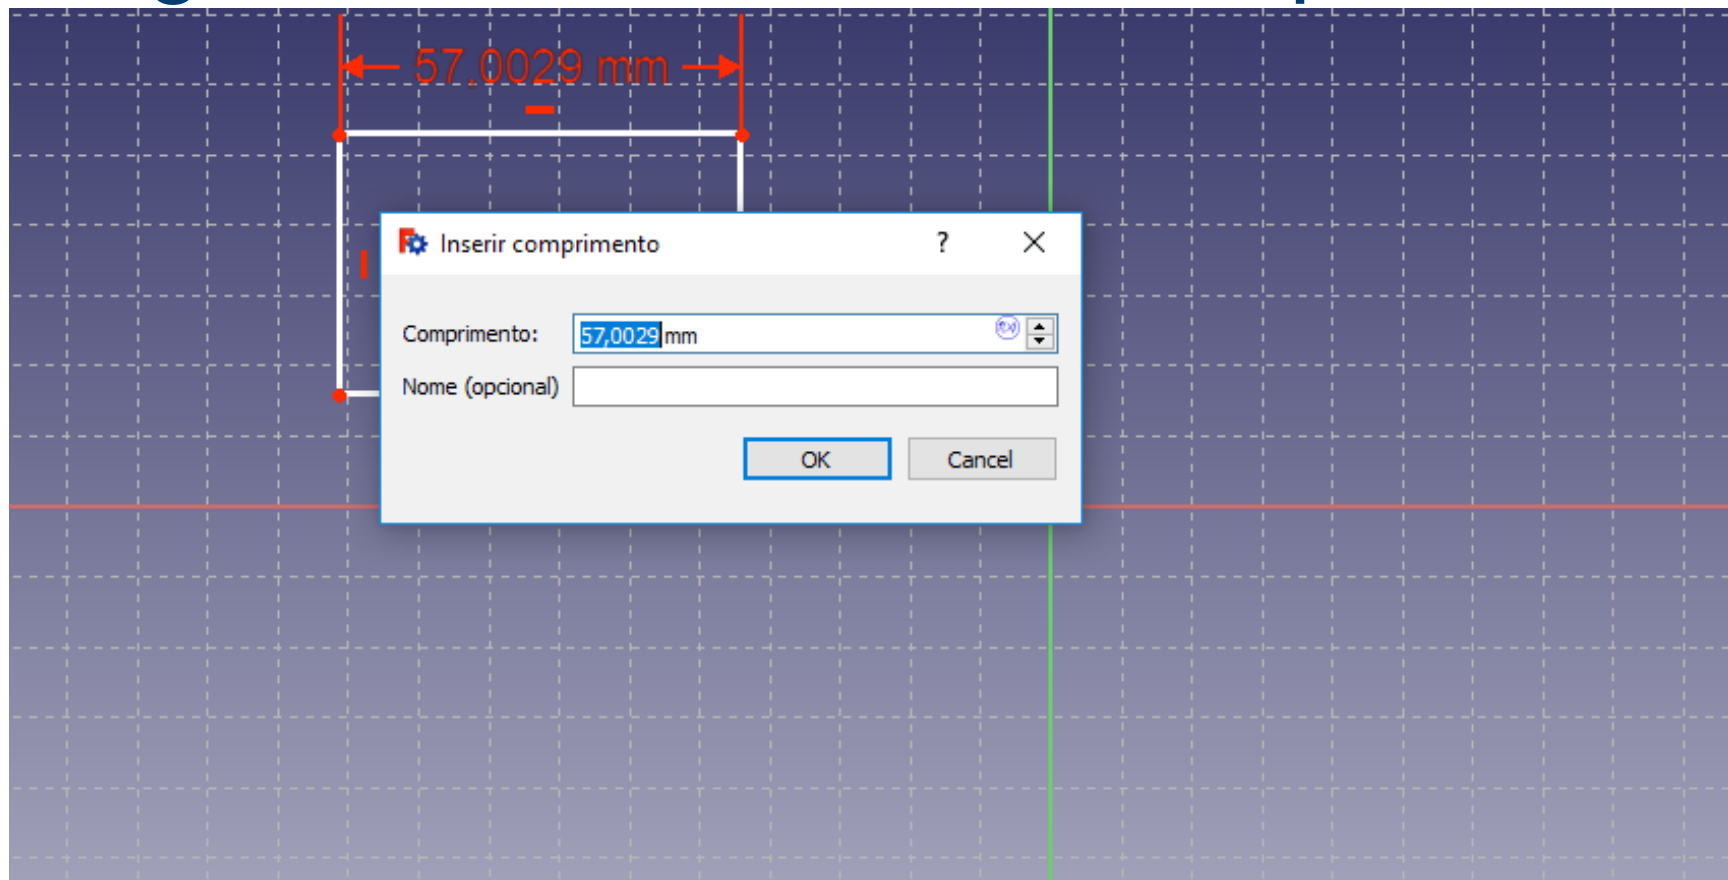 57,0029 mm
Inserir comprimento
?
Comprimento: 57,0029 mm
Nome (opcional)
OK Cancel